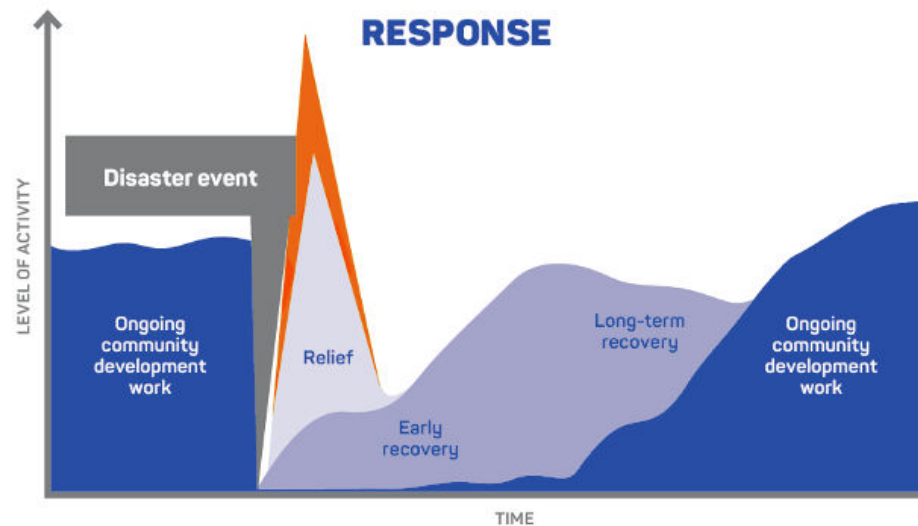 RESPONSE
Disaster event
LEVEL OF ACTIVITY
Ongoing
community
development
work
Relief
Early
recovery
Long-term
recovery
Ongoing
community
development
work
TIME